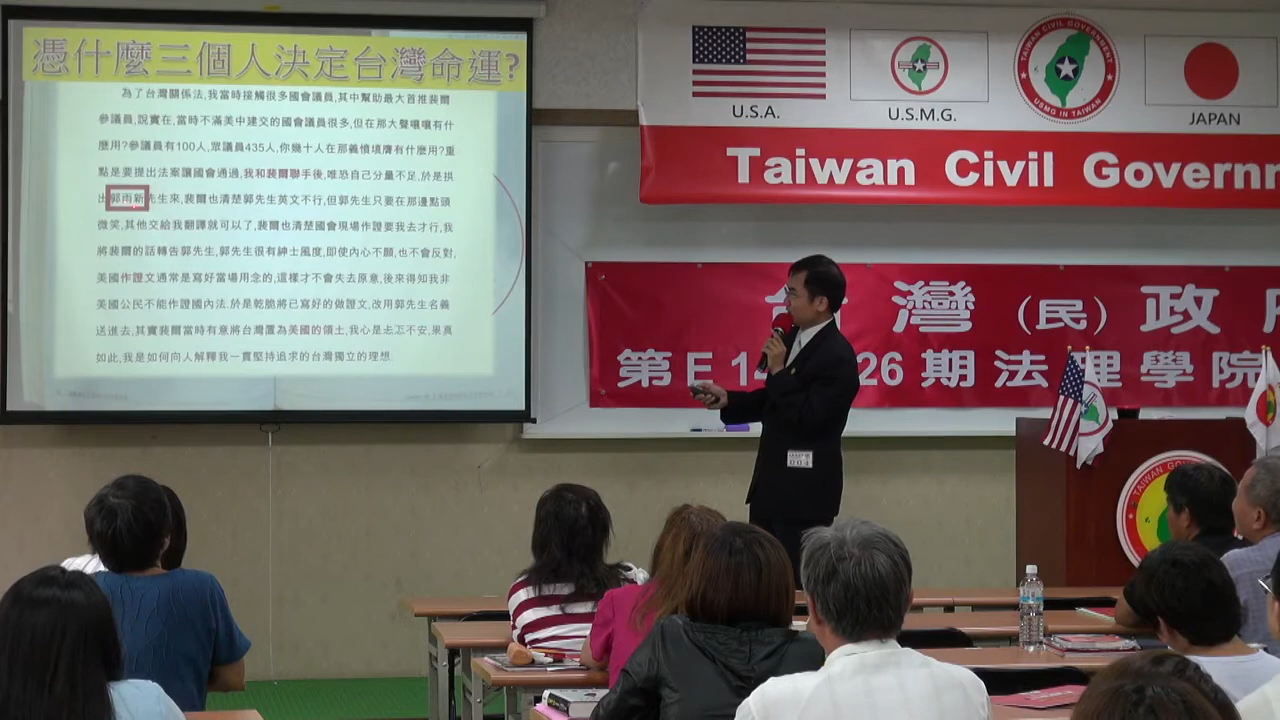 憑什麼三個人決定台灣命運?
為了台灣關係法,我當時接觸很多國會議員,其中幫助最大首推裴爾
參議員,說實在,當時不滿美中建交的國會議員很多,但在那大聲嚷嚷有什
麼用?參議員有100人,眾議員435人,你幾十人在那義憤填膺有什麼用?重
點是要提出法案讓國會通過,我和裴爾聯手後,唯恐自己分量不足,於是拱
出郭雨新先生來,裴爾也清楚郭先生英文不行,但郭先生只要在那邊點頭
微笑,其他交給我翻譯就可以了,裴爾也清楚國會現場作證要我去才行,我
將裴爾的話轉告郭先生,郭先生很有紳士風度,即使內心不願,也不會反對,
美國作證文通常是寫好當場用念的,這樣才不會失去原意,後來得知我非
美國公民不能作證國內法,於是乾脆將已寫好的做證文,改用郭先生名義
送進去,其實裴爾當時有意將台灣置為美國的領土,我心是忐忑不安,果真
如此,我是如何向人解釋我一貫堅持追求的台灣獨立的理想.
U.S.A.
U.S.M.G.
TAIWAN CIVIL GOVERNMENT
USMG IN TAIWAN
JAPAN
Taiwan Civil Governm
台灣(民)政府
第E 14 26期法理學院
TAIWAN